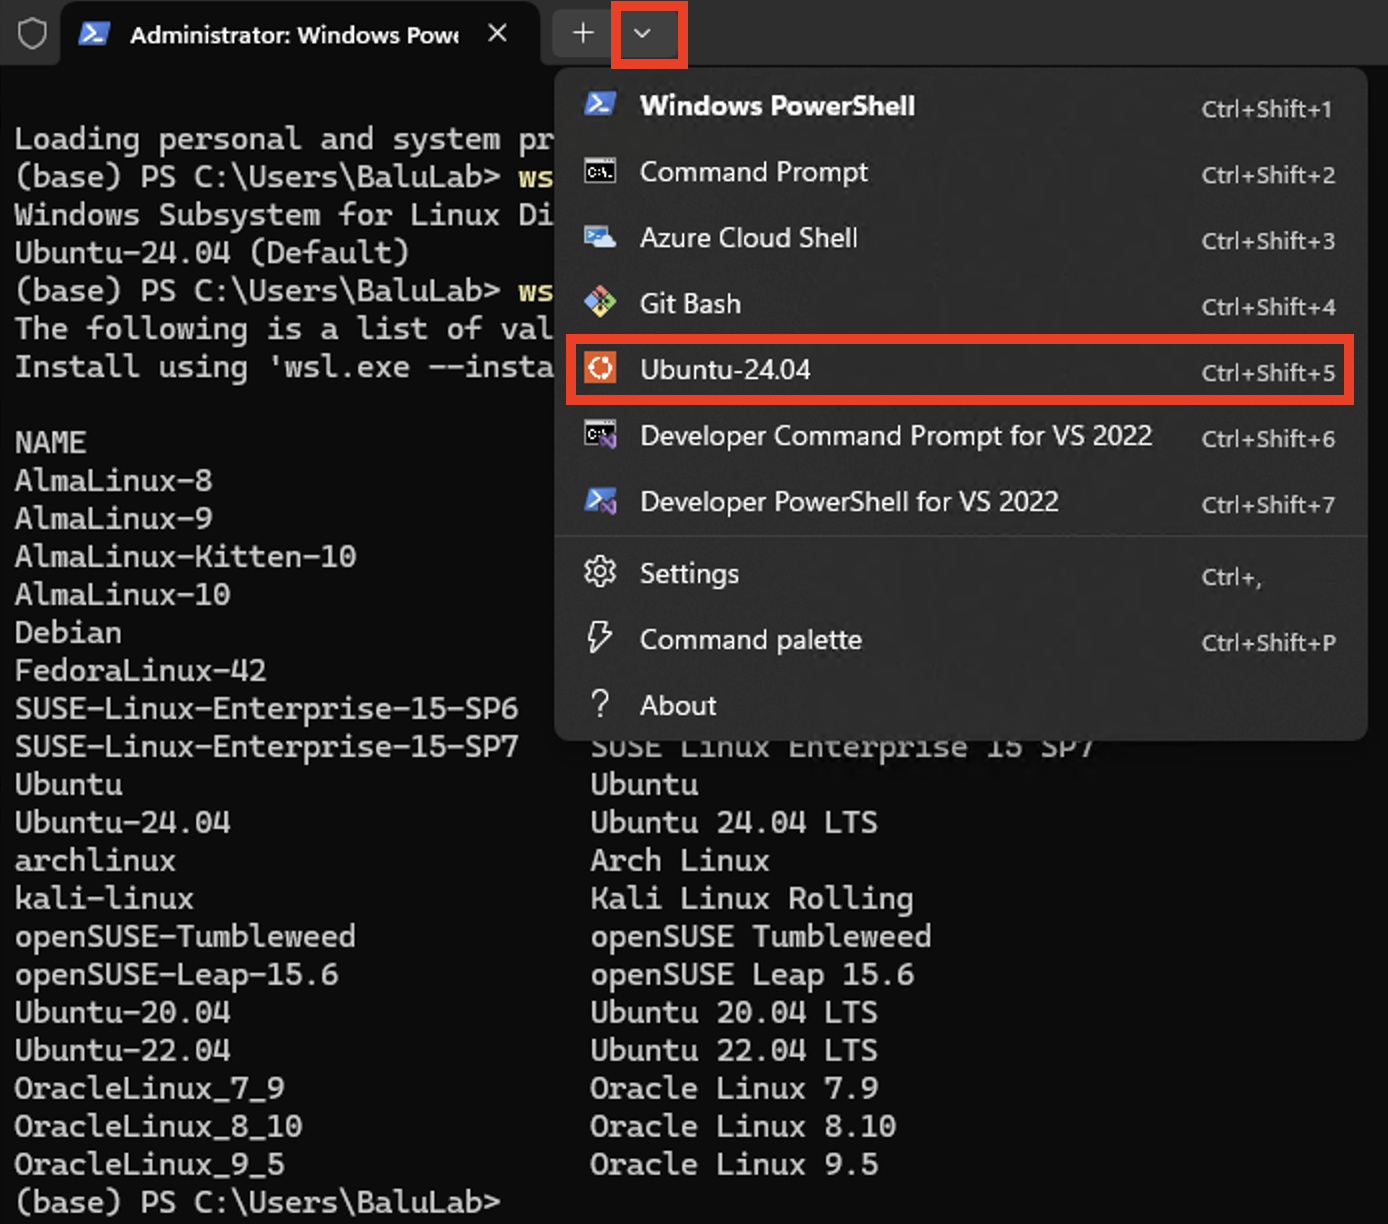 Administrator: Windows Powe
Windows PowerShell Ctrl+Shift+1
Command Prompt Ctrl+Shift+2
Azure Cloud Shell Ctrl+Shift+3
Git Bash Ctrl+Shift+4
Ubuntu-24.04 Ctrl+Shift+5
Developer Command Prompt for VS 2022 Ctrl+Shift+6
Developer PowerShell for VS 2022 Ctrl+Shift+7
Settings Ctrl+,
Command palette Ctrl+Shift+P
? About
Loading personal and system pr
(base) PS C:\Users\BaluLab> ws
Windows Subsystem for Linux Di
Ubuntu-24.04 (Default)
(base) PS C:\Users\BaluLab> ws
The following is a list of val
Install using 'wsl.exe --insta
NAME
AlmaLinux-8
AlmaLinux-9
AlmaLinux-Kitten-10
AlmaLinux-10
Debian
FedoraLinux-42
SUSE-Linux-Enterprise-15-SP6
SUSE-Linux-Enterprise-15-SP7 SUSE Linux Enterprise 15 SP7
Ubuntu Ubuntu
Ubuntu-24.04 Ubuntu 24.04 LTS
archlinux Arch Linux
kali-linux Kali Linux Rolling
openSUSE-Tumbleweed openSUSE Tumbleweed
openSUSE-Leap-15.6 openSUSE Leap 15.6
Ubuntu-20.04 Ubuntu 20.04 LTS
Ubuntu-22.04 Ubuntu 22.04 LTS
OracleLinux_7_9 Oracle Linux 7.9
OracleLinux_8_10 Oracle Linux 8.10
OracleLinux_9_5 Oracle Linux 9.5
(base) PS C:\Users\BaluLab>